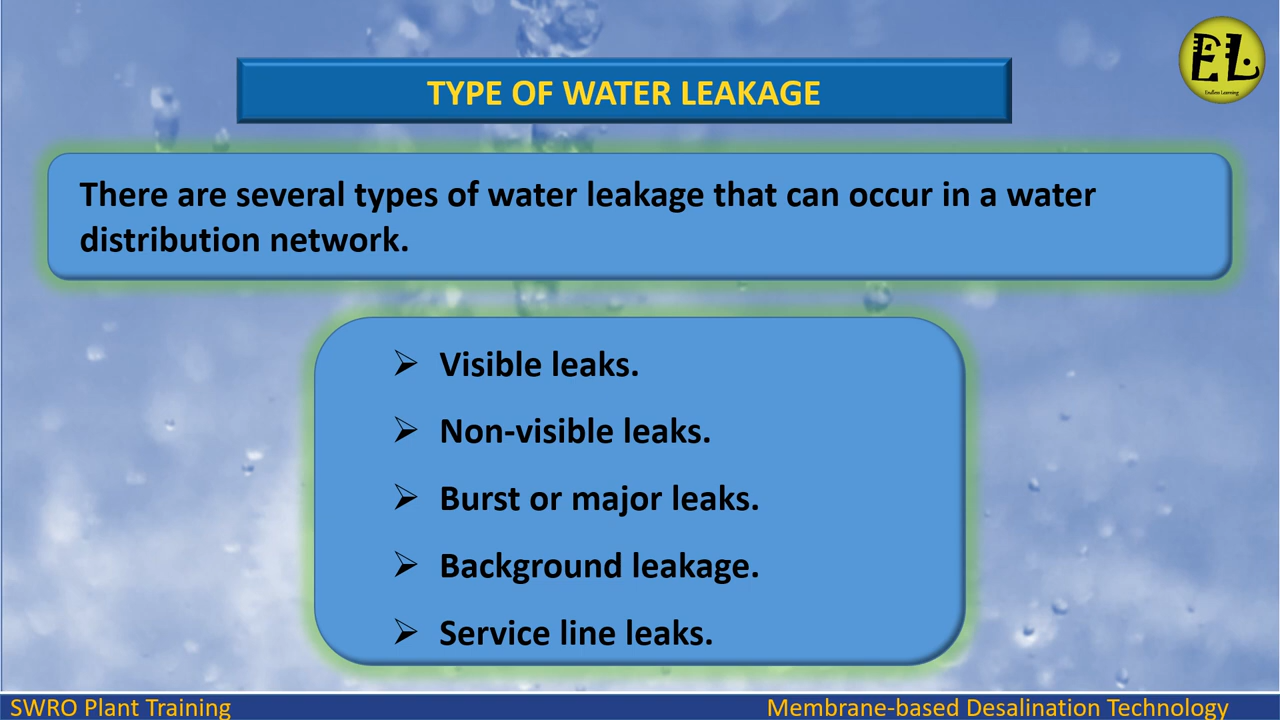 TYPE OF WATER LEAKAGE
EL
Endless Learning
There are several types of water leakage that can occur in a water
distribution network.
➢ Visible leaks.
➢ Non-visible leaks.
➢ Burst or major leaks.
➢ Background leakage.
➢ Service line leaks.
SWRO Plant Training
Membrane-based Desalination Technology